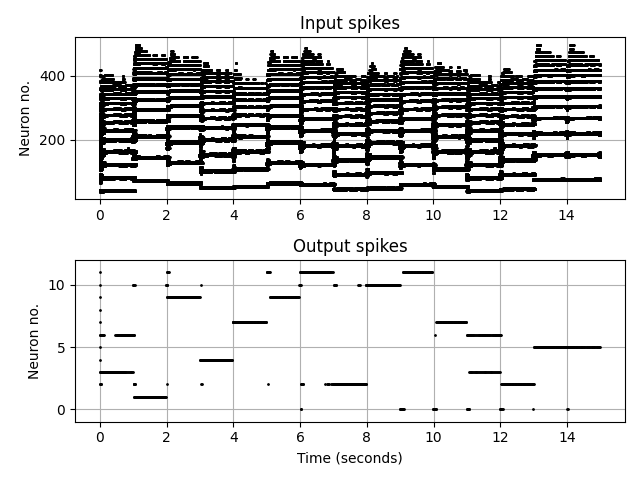 Input spikes
Neuron no.
400
200
0 2 4 6 8 10 12 14
Output spikes
Neuron no.
10
5
0
0 2 4 6 8 10 12 14
Time (seconds)